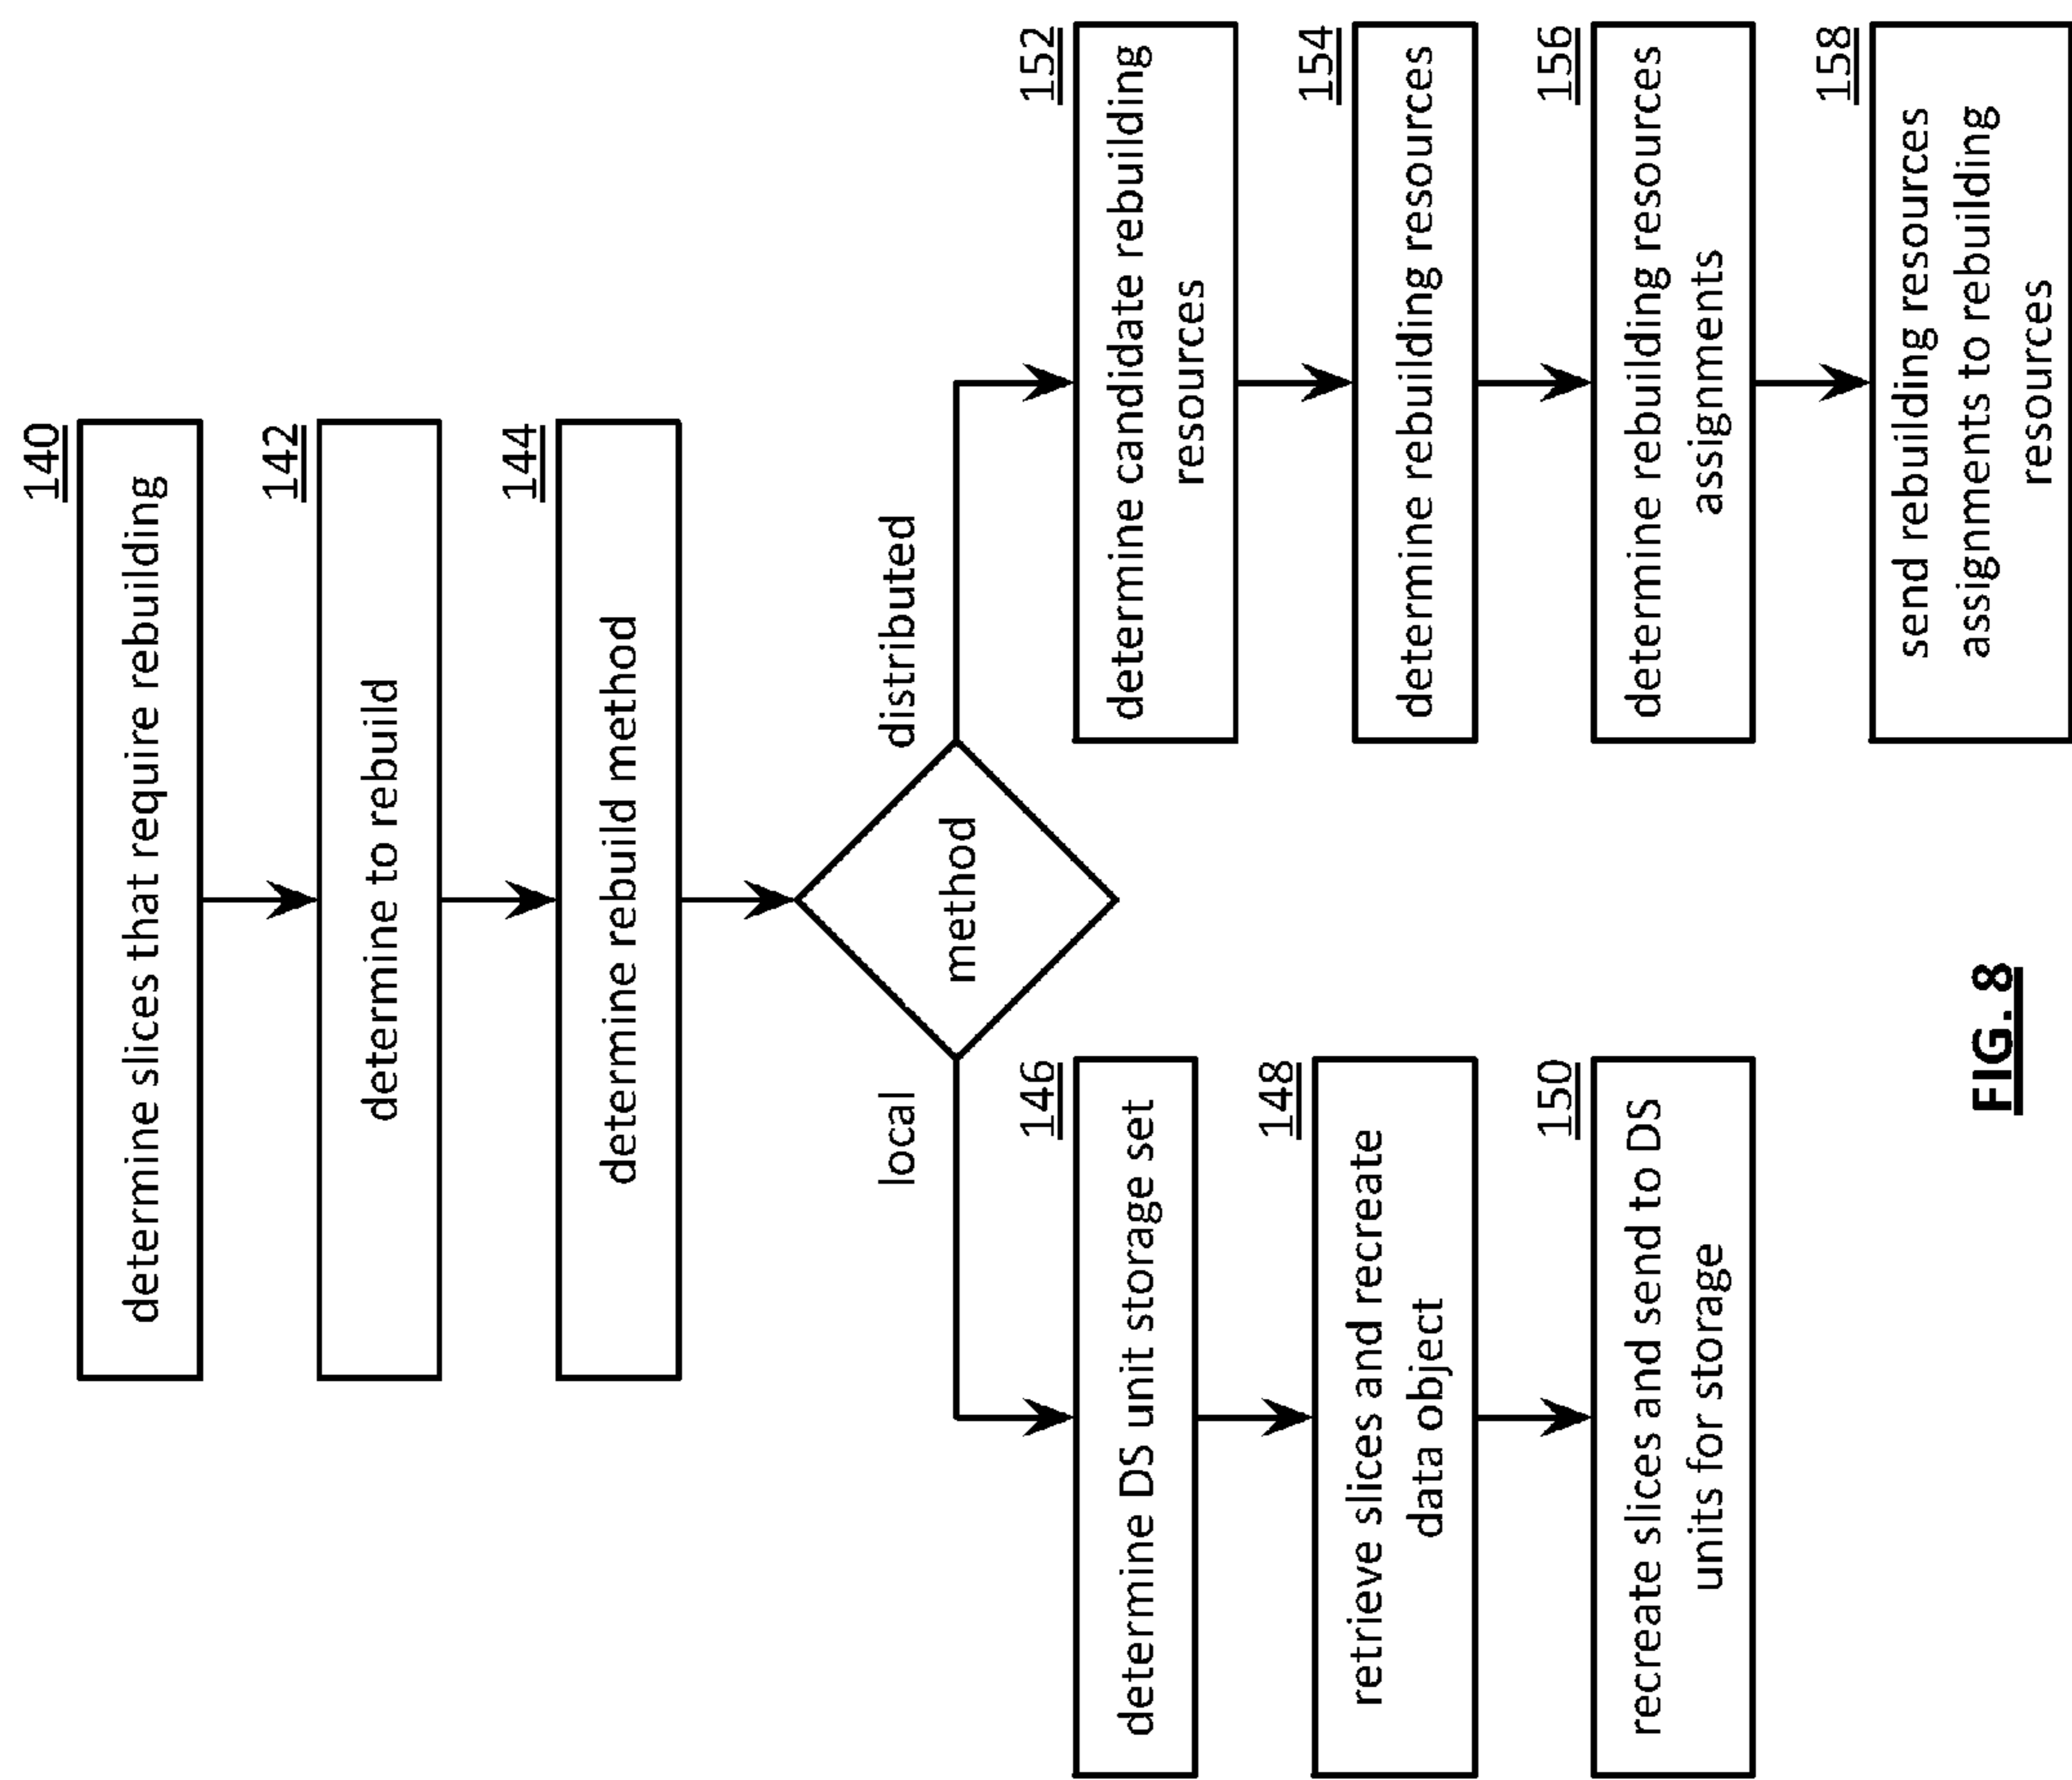 140
determine slices that require rebuilding
142
determine to rebuild
144
determine rebuild method
method
local
distributed
146
determine DS unit storage set
148
retrieve slices and recreate
data object
150
recreate slices and send to DS
units for storage
152
determine candidate rebuilding
resources
154
determine rebuilding resources
156
determine rebuilding resources
assignments
158
send rebuilding resources
assignments to rebuilding
resources
FIG. 8